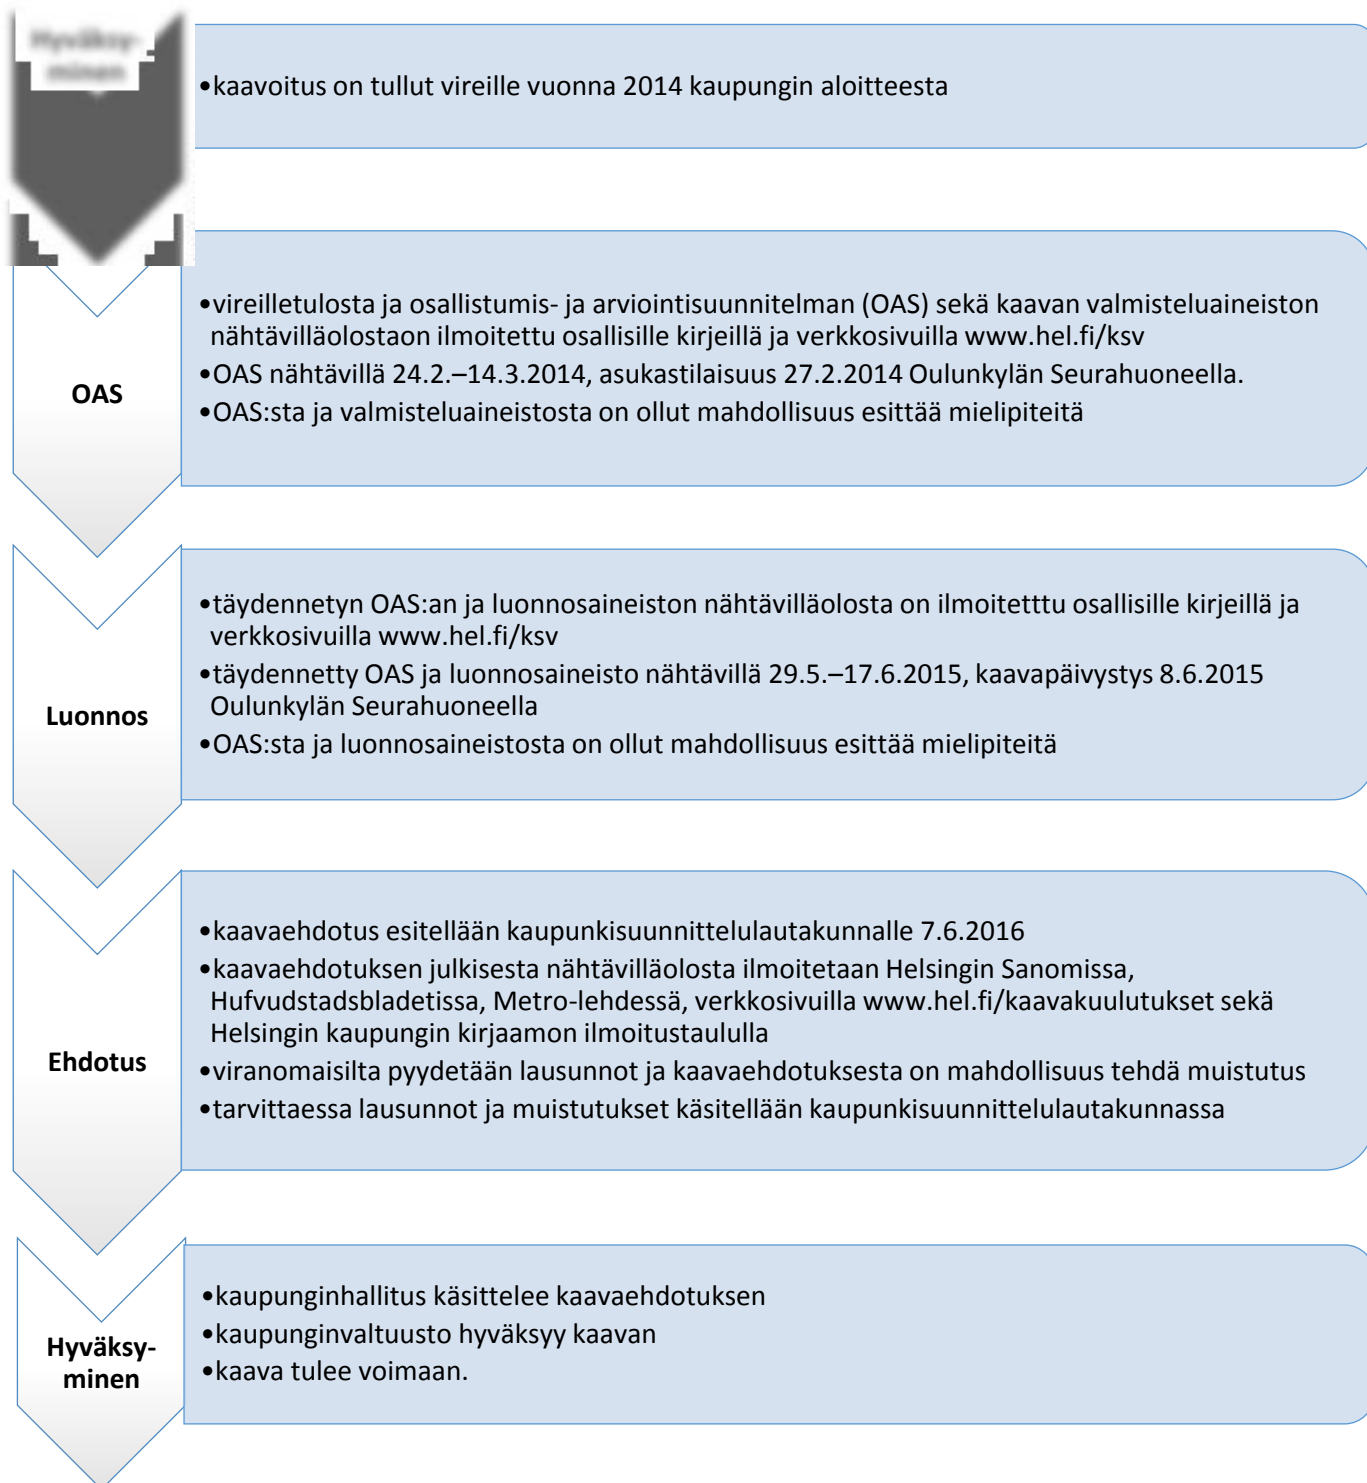 Hyväksy-
minen
•kaavoitus on tullut vireille vuonna 2014 kaupungin aloitteesta
OAS
•vireilletulosta ja osallistumis- ja arviointisuunnitelman (OAS) sekä kaavan valmisteluaineiston
nähtävilläolostaon ilmoitettu osallisille kirjeillä ja verkkosivuilla www.hel.fi/ksv
•OAS nähtävillä 24.2.–14.3.2014, asukastilaisuus 27.2.2014 Oulunkylän Seurahuoneella.
•OAS:sta ja valmisteluaineistosta on ollut mahdollisuus esittää mielipiteitä
Luonnos
•täydennetyn OAS:an ja luonnosaineiston nähtävilläolosta on ilmoitetttu osallisille kirjeillä ja
verkkosivuilla www.hel.fi/ksv
•täydennetty OAS ja luonnosaineisto nähtävillä 29.5.–17.6.2015, kaavapäivystys 8.6.2015
Oulunkylän Seurahuoneella
•OAS:sta ja luonnosaineistosta on ollut mahdollisuus esittää mielipiteitä
Ehdotus
•kaavaehdotus esitellään kaupunkisuunnittelulautakunnalle 7.6.2016
•kaavaehdotuksen julkisesta nähtävilläolosta ilmoitetaan Helsingin Sanomissa,
Hufvudstadsbladetissa, Metro-lehdessä, verkkosivuilla www.hel.fi/kaavakuulutukset sekä
Helsingin kaupungin kirjaamon ilmoitustaululla
•viranomaisilta pyydetään lausunnot ja kaavaehdotuksesta on mahdollisuus tehdä muistutus
•tarvittaessa lausunnot ja muistutukset käsitellään kaupunkisuunnittelulautakunnassa
Hyväksy-
minen
•kaupunginhallitus käsittelee kaavaehdotuksen
•kaupunginvaltuusto hyväksyy kaavan
•kaava tulee voimaan.